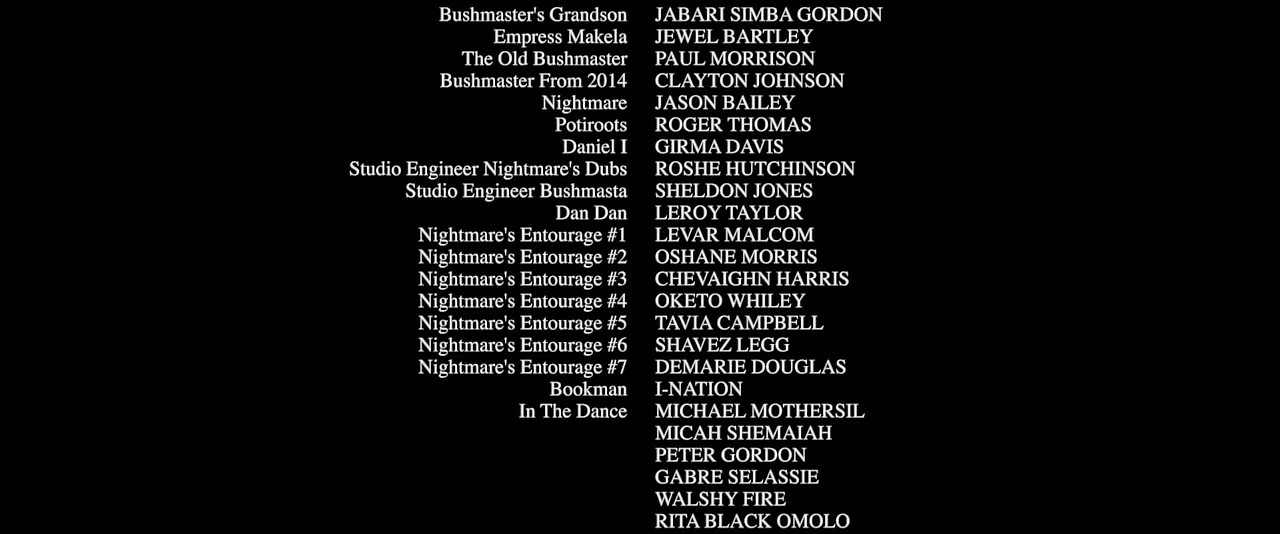 Bushmaster's Grandson JABARI SIMBA GORDON
Empress Makela JEWEL BARTLEY
The Old Bushmaster PAUL MORRISON
Bushmaster From 2014 CLAYTON JOHNSON
Nightmare JASON BAILEY
Potiroots ROGER THOMAS
Daniel I GIRMA DAVIS
Studio Engineer Nightmare's Dubs ROSHE HUTCHINSON
Studio Engineer Bushmasta SHELDON JONES
Dan Dan LEROY TAYLOR
Nightmare's Entourage #1 LEVAR MALCOM
Nightmare's Entourage #2 OSHANE MORRIS
Nightmare's Entourage #3 CHEVAIGHN HARRIS
Nightmare's Entourage #4 OKETO WHILEY
Nightmare's Entourage #5 TAVIA CAMPBELL
Nightmare's Entourage #6 SHAVEZ LEGG
Nightmare's Entourage #7 DEMARIE DOUGLAS
Bookman I-NATION
In The Dance MICHAEL MOTHERSIL
MICAH SHEMAIAH
PETER GORDON
GABRE SELASSIE
WALSHY FIRE
RITA BLACK OMOLO